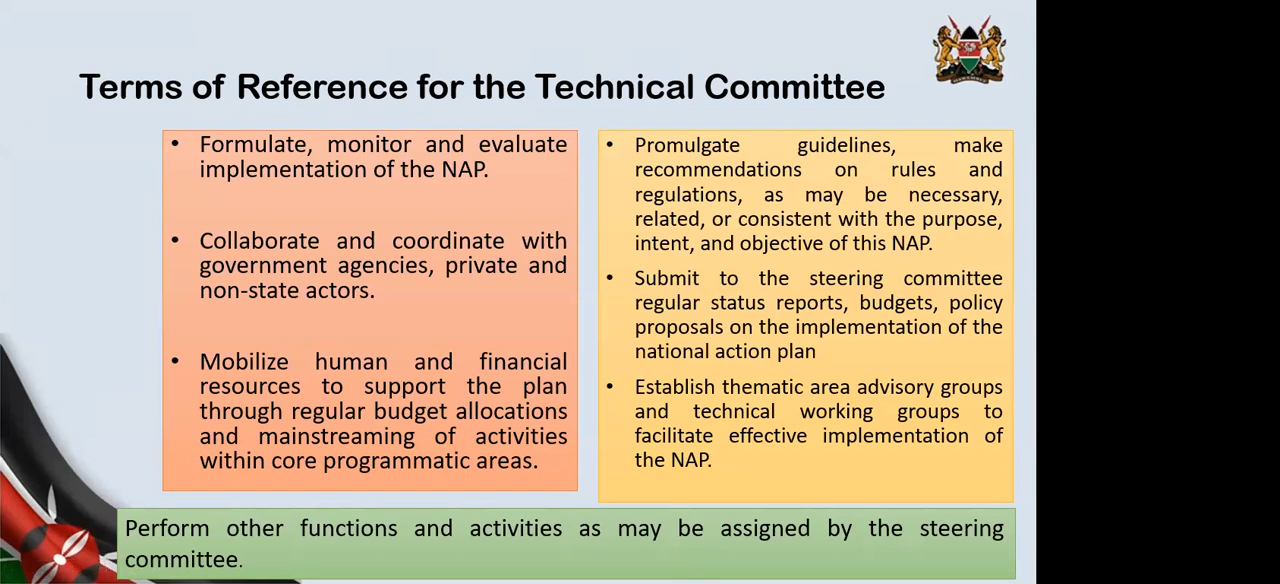 Terms of Reference for the Technical Committee
• Formulate, monitor and evaluate
implementation of the NAP.
• Collaborate and coordinate with
government agencies, private and
non-state actors.
• Mobilize human and financial
resources to support the plan
through regular budget allocations
and mainstreaming of activities
within core programmatic areas.
• Promulgate guidelines, make
recommendations on rules and
regulations, as may be necessary,
related, or consistent with the purpose,
intent, and objective of this NAP.
• Submit to the steering committee
regular status reports, budgets, policy
proposals on the implementation of the
national action plan
• Establish thematic area advisory groups
and technical working groups to
facilitate effective implementation of
the NAP.
Perform other functions and activities as may be assigned by the steering
committee.